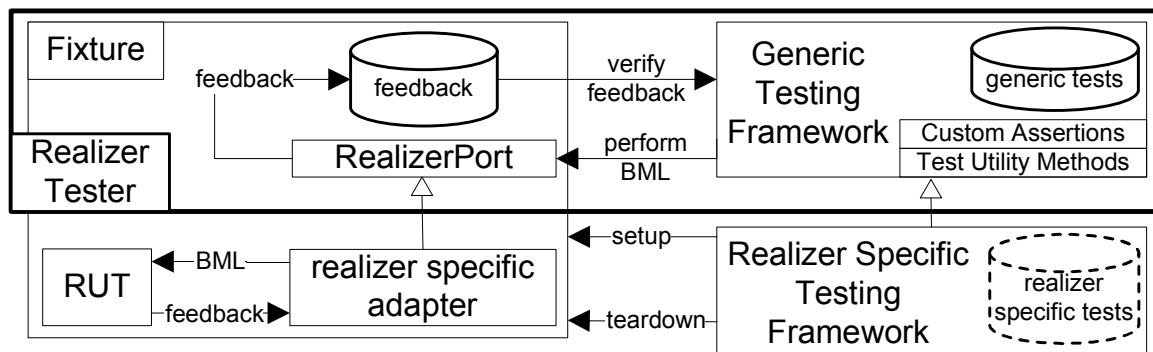 Fixture
feedback
feedback
verify
feedback
Generic
Testing
Framework
generic tests
Custom Assertions
Test Utility Methods
perform
BML
RealizerPort
Realizer
Tester
RUT
BML
feedback
realizer specific
adapter
setup
teardown
Realizer Specific
Testing
Framework
realizer
specific tests